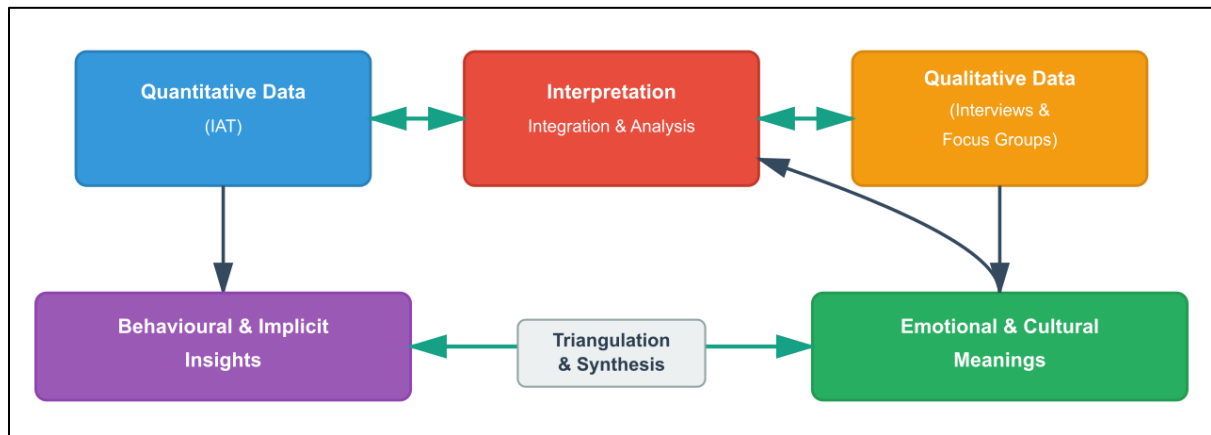 Quantitative Data
(IAT)
Interpretation
Integration & Analysis
Qualitative Data
(Interviews &
Focus Groups)
Behavioural & Implicit
Insights
Triangulation
& Synthesis
Emotional & Cultural
Meanings